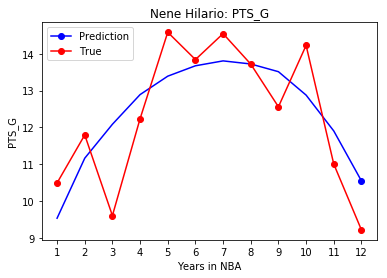 Nene Hilario: PTS_G
Prediction
True
PTS_G
14
13
12
11
10
9
1 2 3 4 5 6 7 8 9 10 11 12
Years in NBA